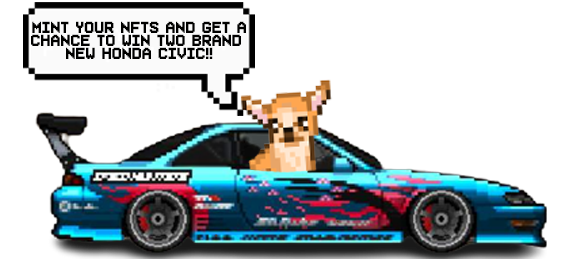 MINT YOUR NFTS AND GET A
CHANCE TO WIN TWO BRAND
NEW HONDA CIVIC!!